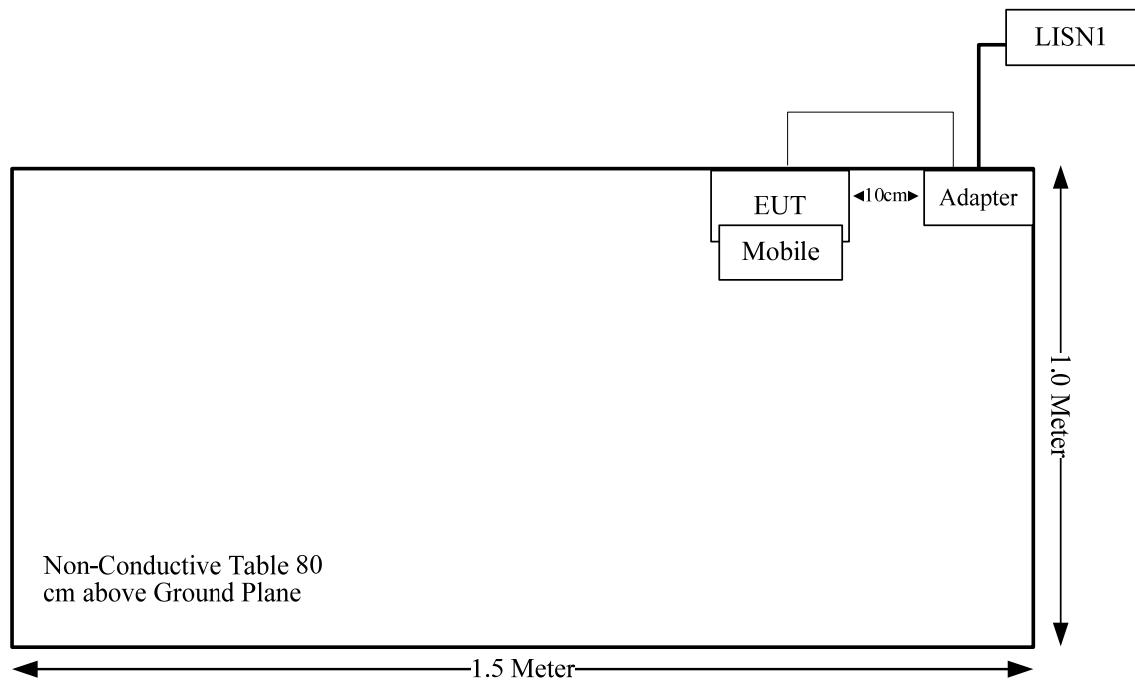 LISN1
EUT
10cm
Adapter
Mobile
1.0 Meter
Non-Conductive Table 80
cm above Ground Plane
1.5 Meter